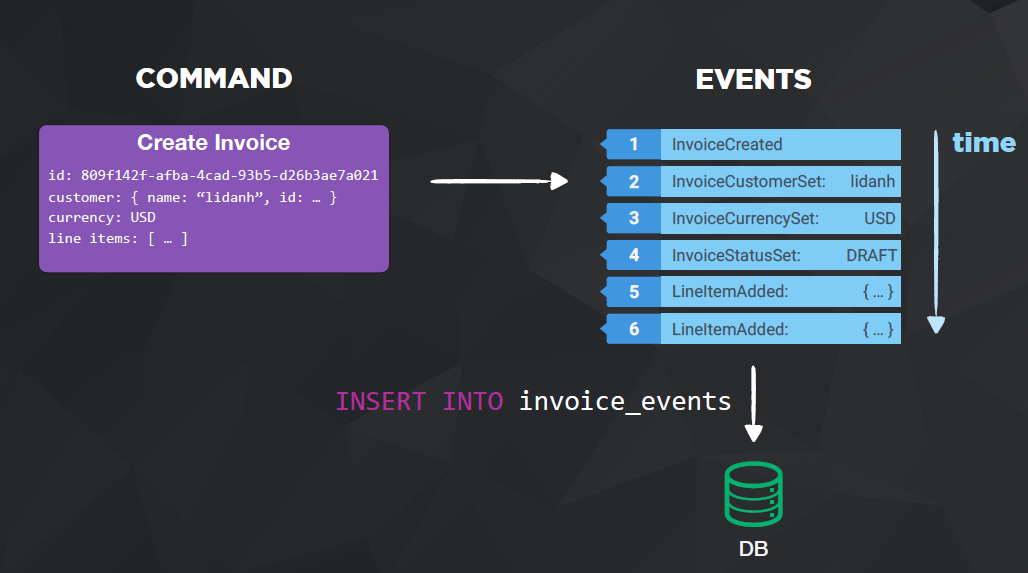 COMMAND
Create Invoice
id: 809f142f-afba-4cad-93b5-d26b3ae7a021
customer: { name: “lidanh”, id: … }
currency: USD
line items: [ … ]
EVENTS
time
1 InvoiceCreated
2 InvoiceCustomerSet: lidanh
3 InvoiceCurrencySet: USD
4 InvoiceStatusSet: DRAFT
5 LineItemAdded: { … }
6 LineItemAdded: { … }
INSERT INTO invoice_events
DB